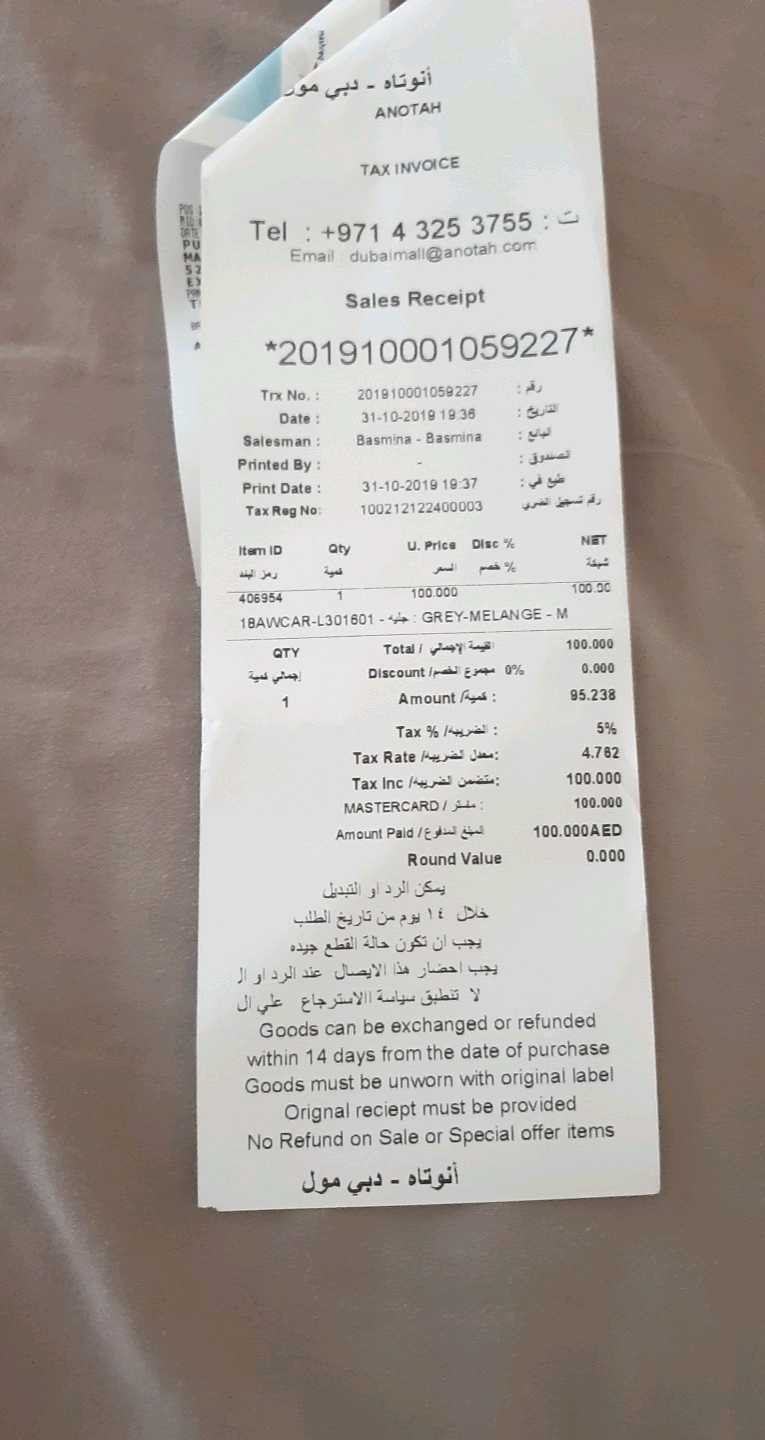 أنوتاه - دبي مول
ANOTAH
TAX INVOICE
Tel : +971 4 325 3755 : ت
Email : dubaimall@anotah.com
Sales Receipt
*201910001059227*
Trx No. : 201910001059227 رقم :
Date : 31-10-2019 19:36 التاريخ :
Salesman : Basmina - Basmina البائع :
Printed By : - الصندوق :
Print Date : 31-10-2019 19:37 طبع في :
Tax Reg No: 100212122400003 رقم تسجيل الضري
Item ID Qty U. Price Disc % NET
رمز البند كمية السعر خصم % شبكة
406954 1 100.000 100.00
18AWCAR-L301601 - جليه : GREY-MELANGE - M
QTY Total / القيمة الإجمالي 100.000
إجمالي كمية Discount / مجموع الخصم 0% 0.000
1 Amount / كمية : 95.238
Tax % / الضريبه : 5%
Tax Rate / معدل الضريبه: 4.762
Tax Inc / متضمن الضريبه: 100.000
MASTERCARD / : 100.000
Amount Paid / المبلغ المدفوع 100.000AED
Round Value 0.000
يمكن الرد او التبديل
خلال ١٤ يوم من تاريخ الطلب
يجب ان تكون حالة القطع جيده
يجب احضار هذا الايصال عند الرد او ال
لا تنطبق سياسة الاسترجاع علي ال
Goods can be exchanged or refunded
within 14 days from the date of purchase
Goods must be unworn with original label
Orignal reciept must be provided
No Refund on Sale or Special offer items
أنوتاه - دبي مول